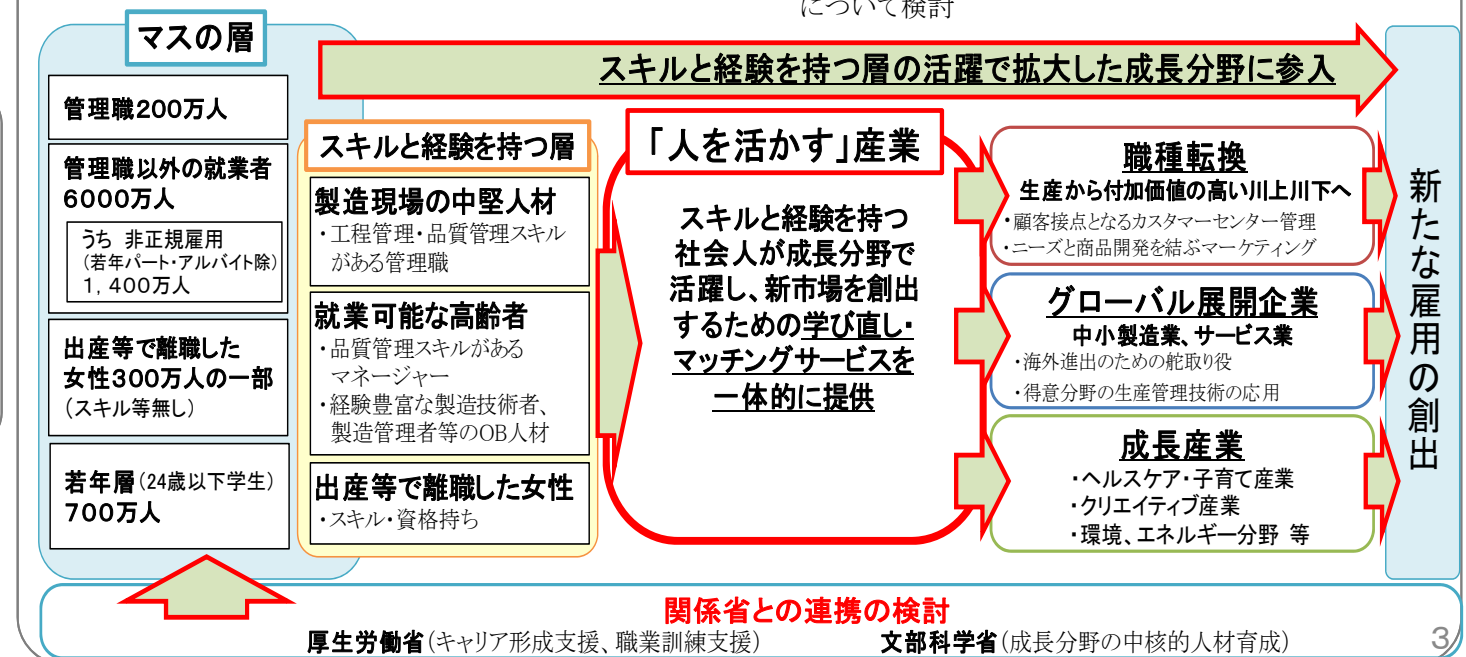 について検討
マスの層
スキルと経験を持つ層の活躍で拡大した成長分野に参入
管理職200万人
管理職以外の就業者
6000万人
うち 非正規雇用
(若年パート・アルバイト除)
1,400万人
出産等で離職した
女性300万人の一部
(スキル等無し)
若年層(24歳以下学生)
700万人
スキルと経験を持つ層
製造現場の中堅人材
・工程管理・品質管理スキル
がある管理職
就業可能な高齢者
・品質管理スキルがある
マネージャー
・経験豊富な製造技術者、
製造管理者等のOB人材
出産等で離職した女性
・スキル・資格持ち
「人を活かす」産業
スキルと経験を持つ
社会人が成長分野で
活躍し、新市場を創出
するための学び直し・
マッチングサービスを
一体的に提供
職種転換
生産から付加価値の高い川上川下へ
・顧客接点となるカスタマーセンター管理
・ニーズと商品開発を結ぶマーケティング
グローバル展開企業
中小製造業、サービス業
・海外進出のための舵取り役
・得意分野の生産管理技術の応用
成長産業
・ヘルスケア・子育て産業
・クリエイティブ産業
・環境、エネルギー分野 等
新たな雇用の創出
関係省との連携の検討
厚生労働省(キャリア形成支援、職業訓練支援) 文部科学省(成長分野の中核的人材育成)
3